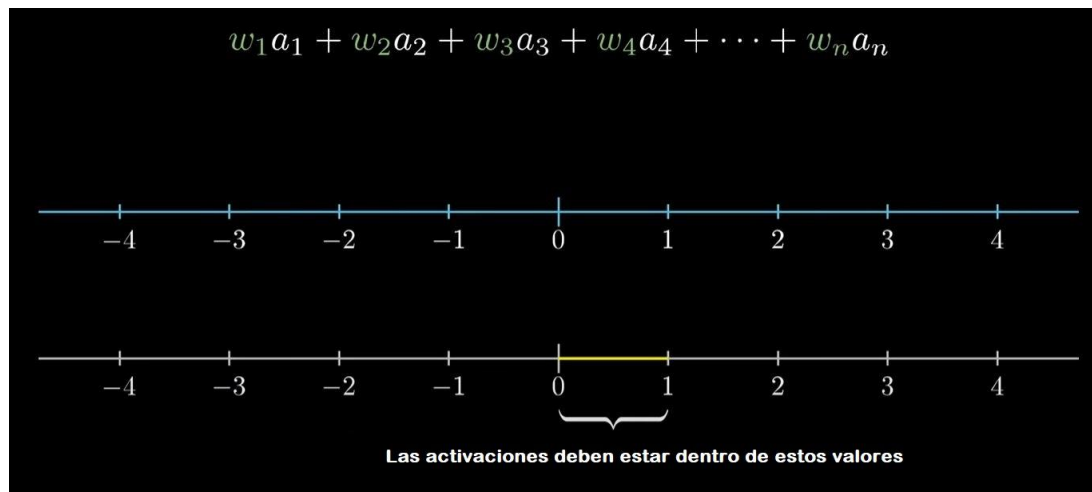 w₁a₁ + w₂a₂ + w₃a₃ + w₄a₄ + ··· + wₙaₙ
−4 −3 −2 −1 0 1 2 3 4
−4 −3 −2 −1 0 1 2 3 4
Las activaciones deben estar dentro de estos valores